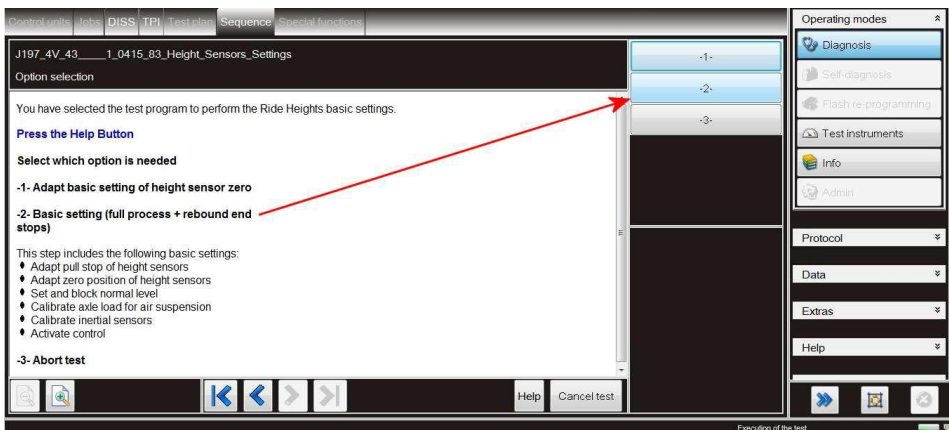 Control units Jobs DISS TPI Test plan Sequence Special functions
J197_4V_43____1_0415_83_Height_Sensors_Settings
Option selection
You have selected the test program to perform the Ride Heights basic settings.
Press the Help Button
Select which option is needed
-1- Adapt basic setting of height sensor zero
-2- Basic setting (full process + rebound end
stops)
This step includes the following basic settings:
Adapt pull stop of height sensors
Adapt zero position of height sensors
Set and block normal level
Calibrate axle load for air suspension
Calibrate inertial sensors
Activate control
-3- Abort test
Help Cancel test
-1-
-2-
-3-
Operating modes
Diagnosis
Self-diagnosis
Flash re-programming
Test instruments
Info
Admin
Protocol
Data
Extras
Help
Execution of the test